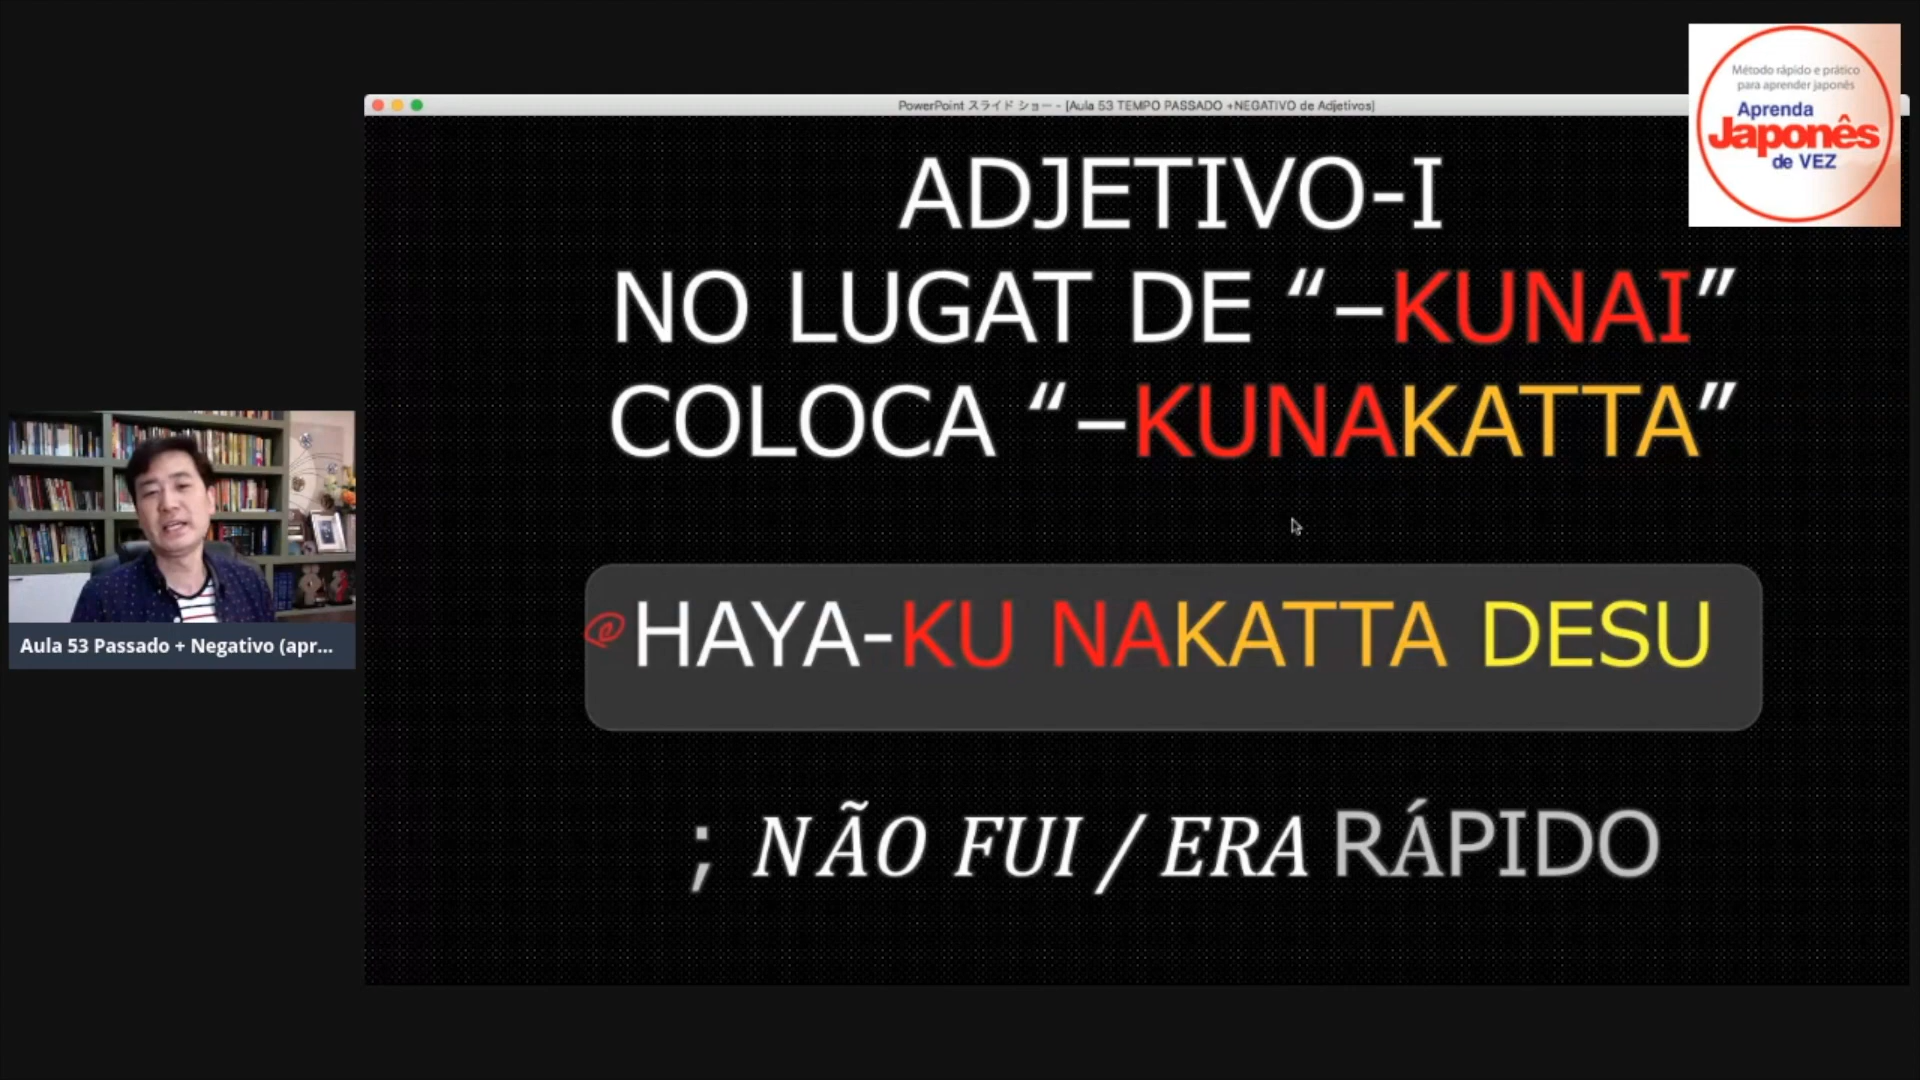 Método rápido e prático
para aprender japonês
Aprenda
Japonês
de VEZ
PowerPoint スライド ショー - [Aula 53 TEMPO PASSADO +NEGATIVO de Adjetivos]
ADJETIVO-I
NO LUGAT DE “–KUNAI”
COLOCA “–KUNAKATTA”
HAYA-KU NAKATTA DESU
; NÃO FUI / ERA RÁPIDO
Aula 53 Passado + Negativo (apr...